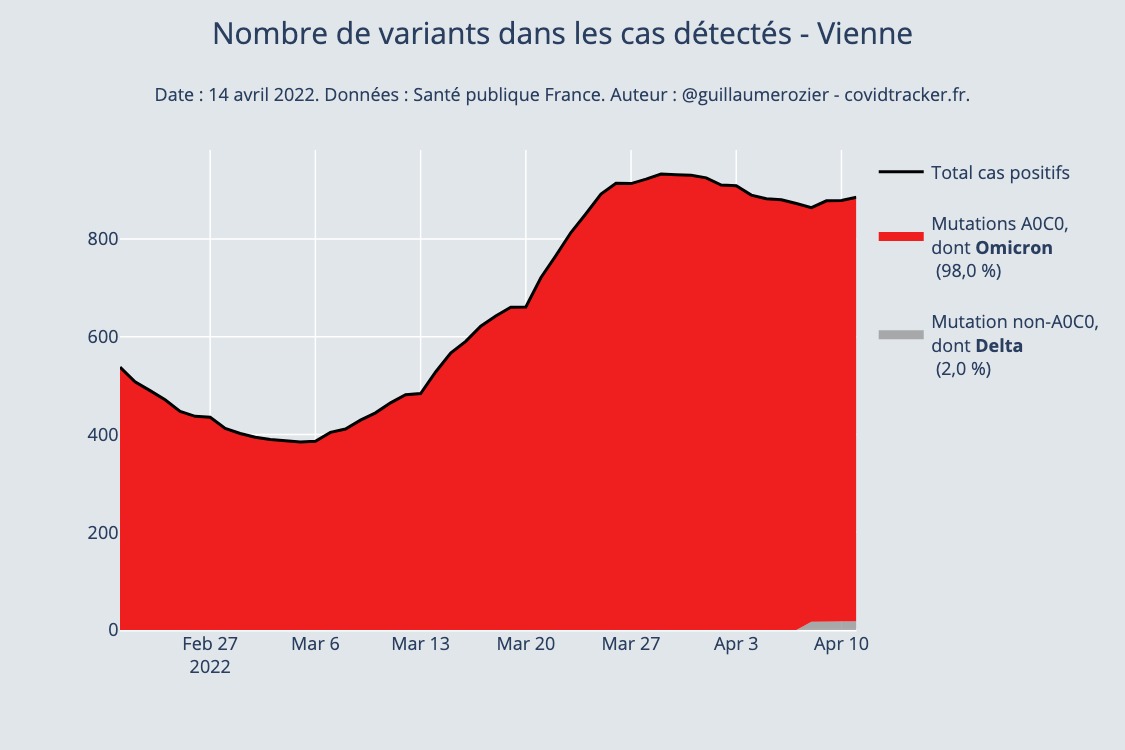 Nombre de variants dans les cas détectés - Vienne
Date : 14 avril 2022. Données : Santé publique France. Auteur : @guillaumerozier - covidtracker.fr.
Total cas positifs
Mutations A0C0,
dont Omicron
(98,0 %)
Mutation non-A0C0,
dont Delta
(2,0 %)
800
600
400
200
0
Feb 27 Mar 6 Mar 13 Mar 20 Mar 27 Apr 3 Apr 10
2022